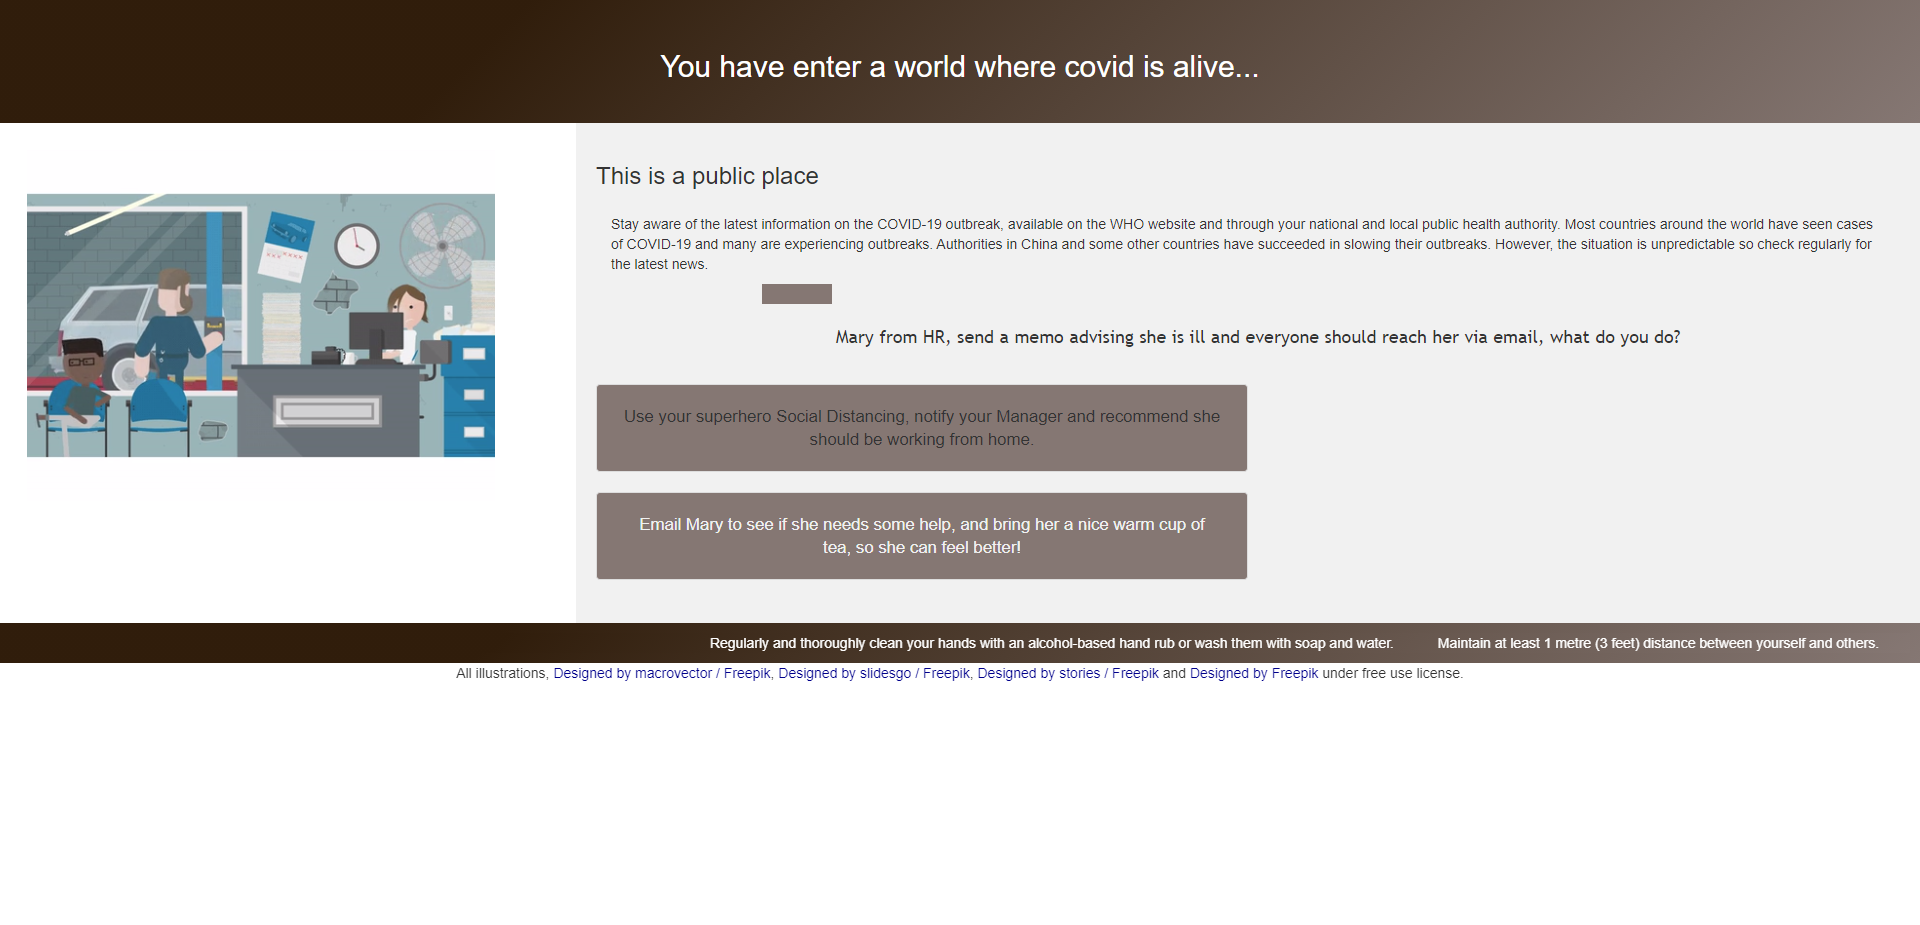 You have enter a world where covid is alive...
This is a public place
Stay aware of the latest information on the COVID-19 outbreak, available on the WHO website and through your national and local public health authority. Most countries around the world have seen cases
of COVID-19 and many are experiencing outbreaks. Authorities in China and some other countries have succeeded in slowing their outbreaks. However, the situation is unpredictable so check regularly for
the latest news.
Mary from HR, send a memo advising she is ill and everyone should reach her via email, what do you do?
Use your superhero Social Distancing, notify your Manager and recommend she
should be working from home.
Email Mary to see if she needs some help, and bring her a nice warm cup of
tea, so she can feel better!
Regularly and thoroughly clean your hands with an alcohol-based hand rub or wash them with soap and water. Maintain at least 1 metre (3 feet) distance between yourself and others.
All illustrations, Designed by macrovector / Freepik, Designed by slidesgo / Freepik, Designed by stories / Freepik and Designed by Freepik under free use license.